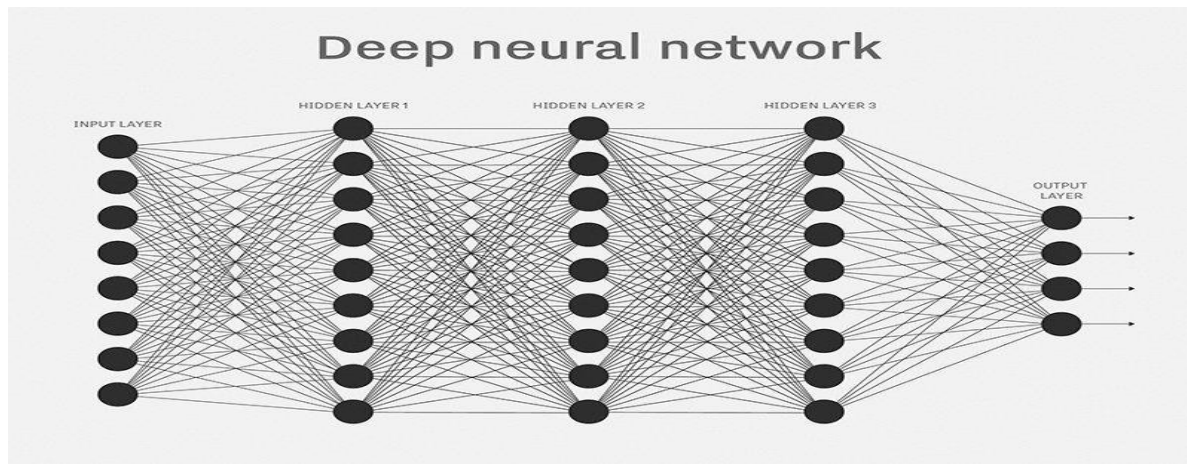 Deep neural network
INPUT LAYER
HIDDEN LAYER 1
HIDDEN LAYER 2
HIDDEN LAYER 3
OUTPUT
LAYER